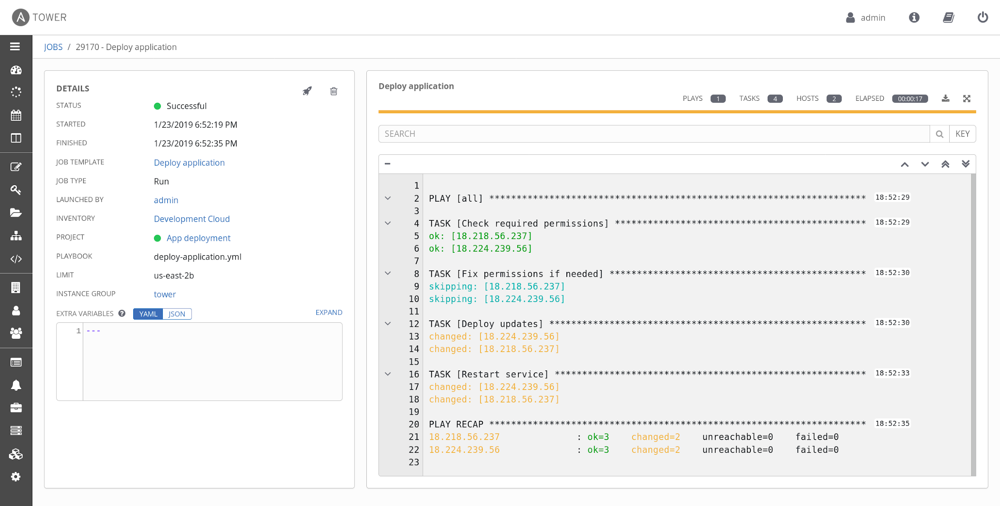 TOWER
admin
JOBS / 29170 - Deploy application
DETAILS
STATUS Successful
STARTED 1/23/2019 6:52:19 PM
FINISHED 1/23/2019 6:52:35 PM
JOB TEMPLATE Deploy application
JOB TYPE Run
LAUNCHED BY admin
INVENTORY Development Cloud
PROJECT App deployment
PLAYBOOK deploy-application.yml
LIMIT us-east-2b
INSTANCE GROUP tower
EXTRA VARIABLES YAML JSON EXPAND
1 ---
Deploy application
PLAYS 1 TASKS 4 HOSTS 2 ELAPSED 00:00:17
SEARCH KEY
1
2 PLAY [all] ********************************************************************* 18:52:29
3
4 TASK [Check required permissions] ********************************************** 18:52:29
5 ok: [18.218.56.237]
6 ok: [18.224.239.56]
7
8 TASK [Fix permissions if needed] *********************************************** 18:52:30
9 skipping: [18.218.56.237]
10 skipping: [18.224.239.56]
11
12 TASK [Deploy updates] ********************************************************** 18:52:30
13 changed: [18.224.239.56]
14 changed: [18.218.56.237]
15
16 TASK [Restart service] ********************************************************* 18:52:33
17 changed: [18.224.239.56]
18 changed: [18.218.56.237]
19
20 PLAY RECAP ********************************************************************* 18:52:35
21 18.218.56.237 : ok=3 changed=2 unreachable=0 failed=0
22 18.224.239.56 : ok=3 changed=2 unreachable=0 failed=0
23